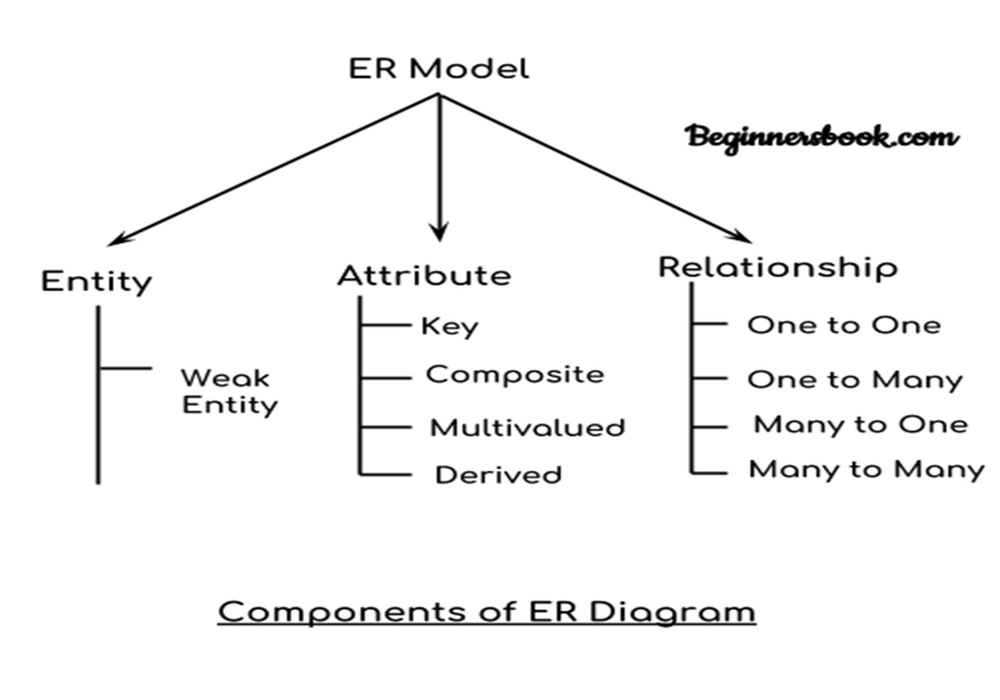 ER Model
Beginnersbook.com
Entity
Weak
Entity
Attribute
Key
Composite
Multivalued
Derived
Relationship
One to One
One to Many
Many to One
Many to Many
Components of ER Diagram